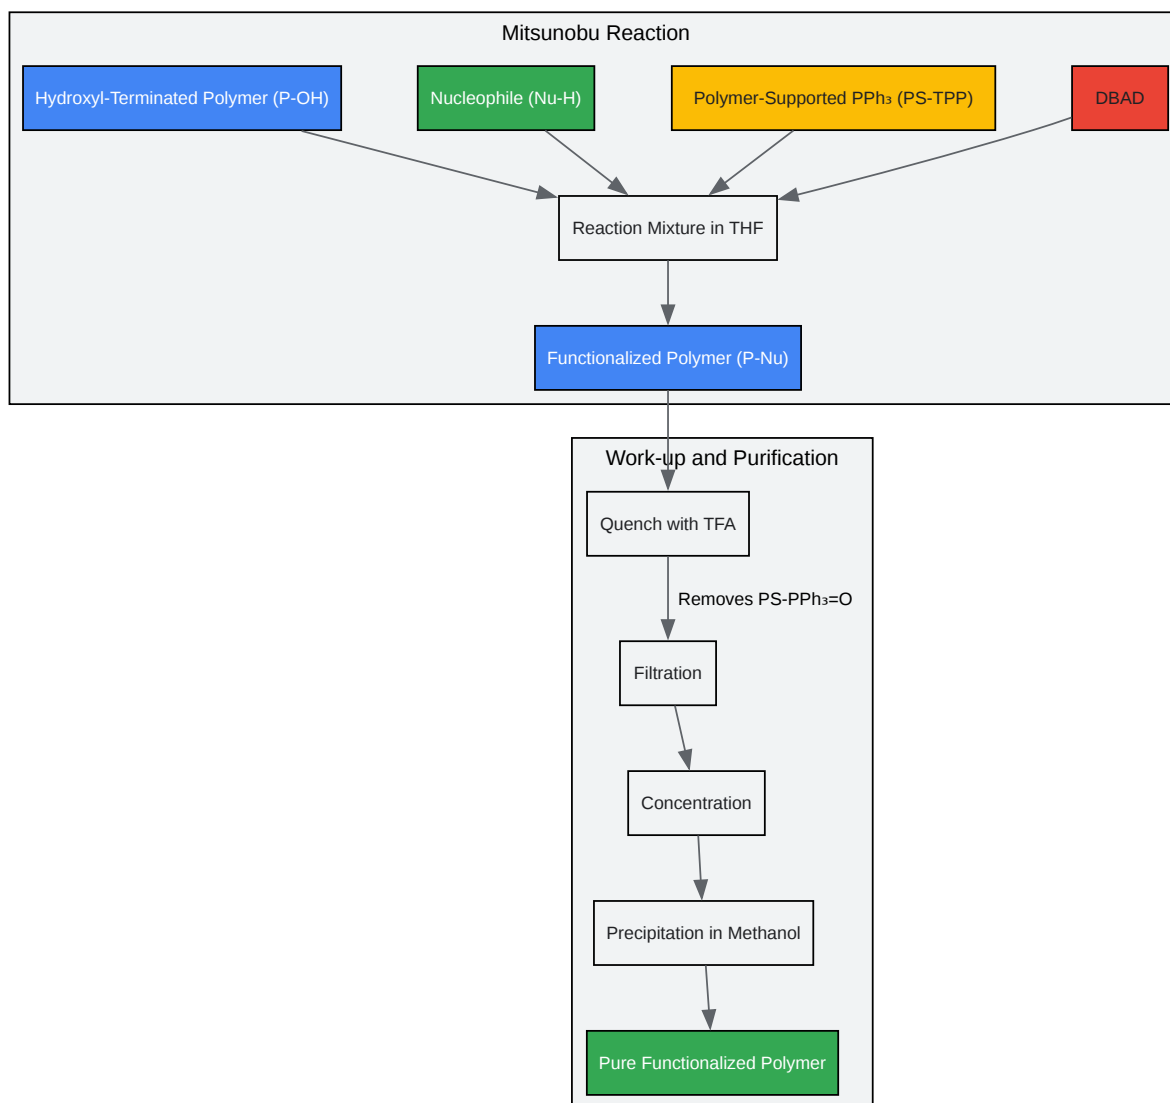 Mitsunobu Reaction
Hydroxyl-Terminated Polymer (P-OH)
Nucleophile (Nu-H)
Polymer-Supported PPh₃ (PS-TPP)
DBAD
Reaction Mixture in THF
Functionalized Polymer (P-Nu)
Work-up and Purification
Quench with TFA
Removes PS-PPh₃=O
Filtration
Concentration
Precipitation in Methanol
Pure Functionalized Polymer